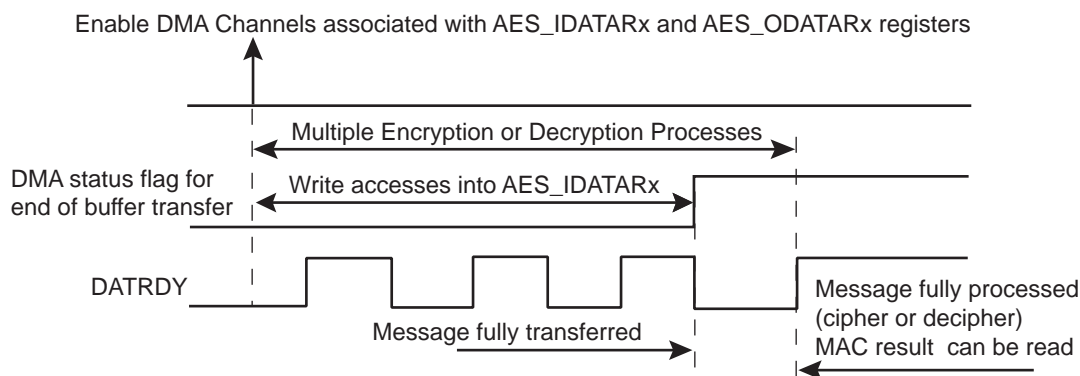 Enable DMA Channels associated with AES_IDATARx and AES_ODATARx registers
Multiple Encryption or Decryption Processes
DMA status flag for
end of buffer transfer
Write accesses into AES_IDATARx
DATRDY
Message fully transferred
Message fully processed
(cipher or decipher)
MAC result can be read